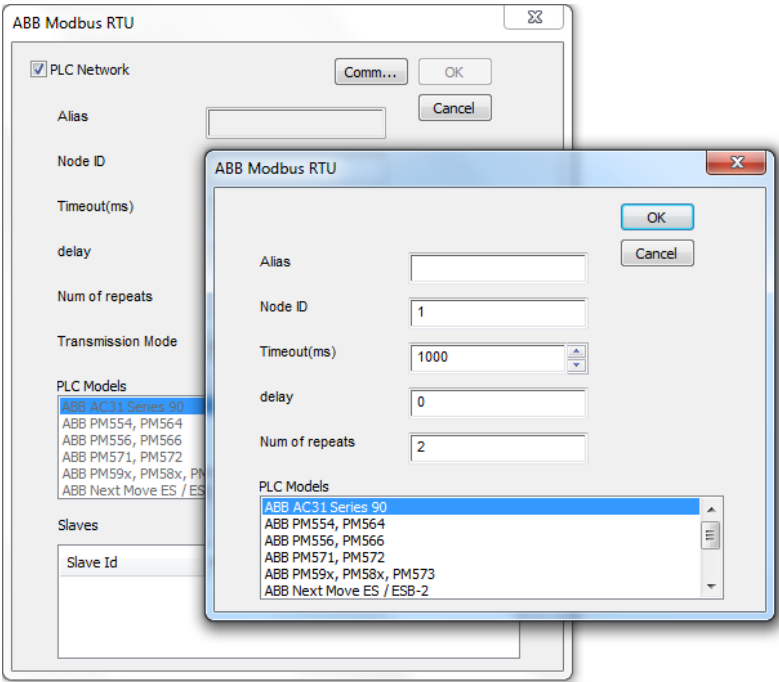 ABB Modbus RTU
PLC Network
Comm...
OK
Cancel
Alias
Node ID
Timeout(ms)
delay
Num of repeats
Transmission Mode
PLC Models
ABB AC31 Series 90
ABB PM554, PM564
ABB PM556, PM566
ABB PM571, PM572
ABB PM59x, PM58x, PM
ABB Next Move ES / ES
Slaves
Slave Id
ABB Modbus RTU
OK
Cancel
Alias
Node ID
1
Timeout(ms)
1000
delay
0
Num of repeats
2
PLC Models
ABB AC31 Series 90
ABB PM554, PM564
ABB PM556, PM566
ABB PM571, PM572
ABB PM59x, PM58x, PM573
ABB Next Move ES / ESB-2